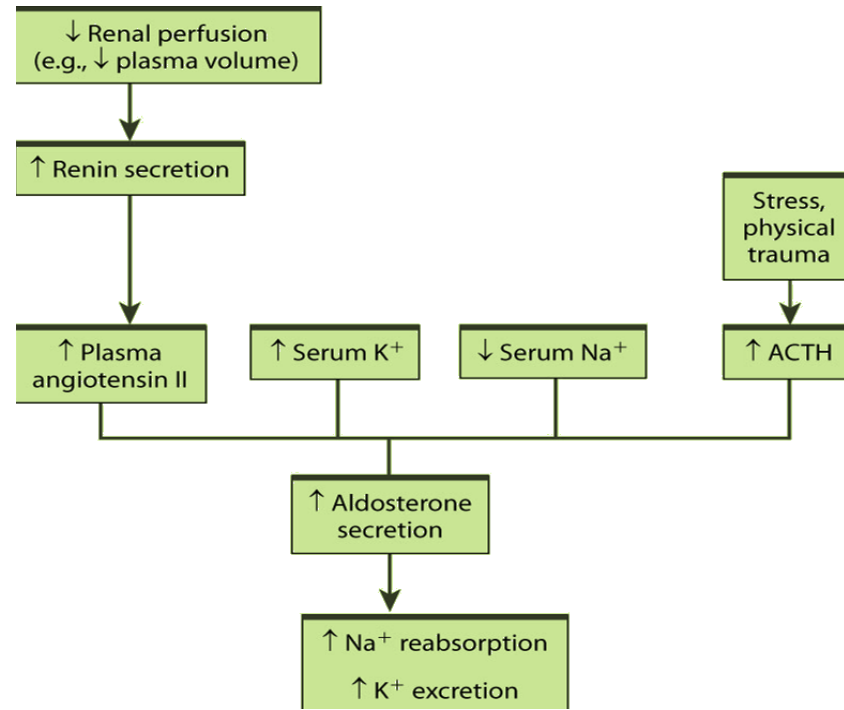 ↓ Renal perfusion
(e.g., ↓ plasma volume)
↑ Renin secretion
Stress,
physical
trauma
↑ Plasma
angiotensin II
↑ Serum K⁺
↓ Serum Na⁺
↑ ACTH
↑ Aldosterone
secretion
↑ Na⁺ reabsorption
↑ K⁺ excretion